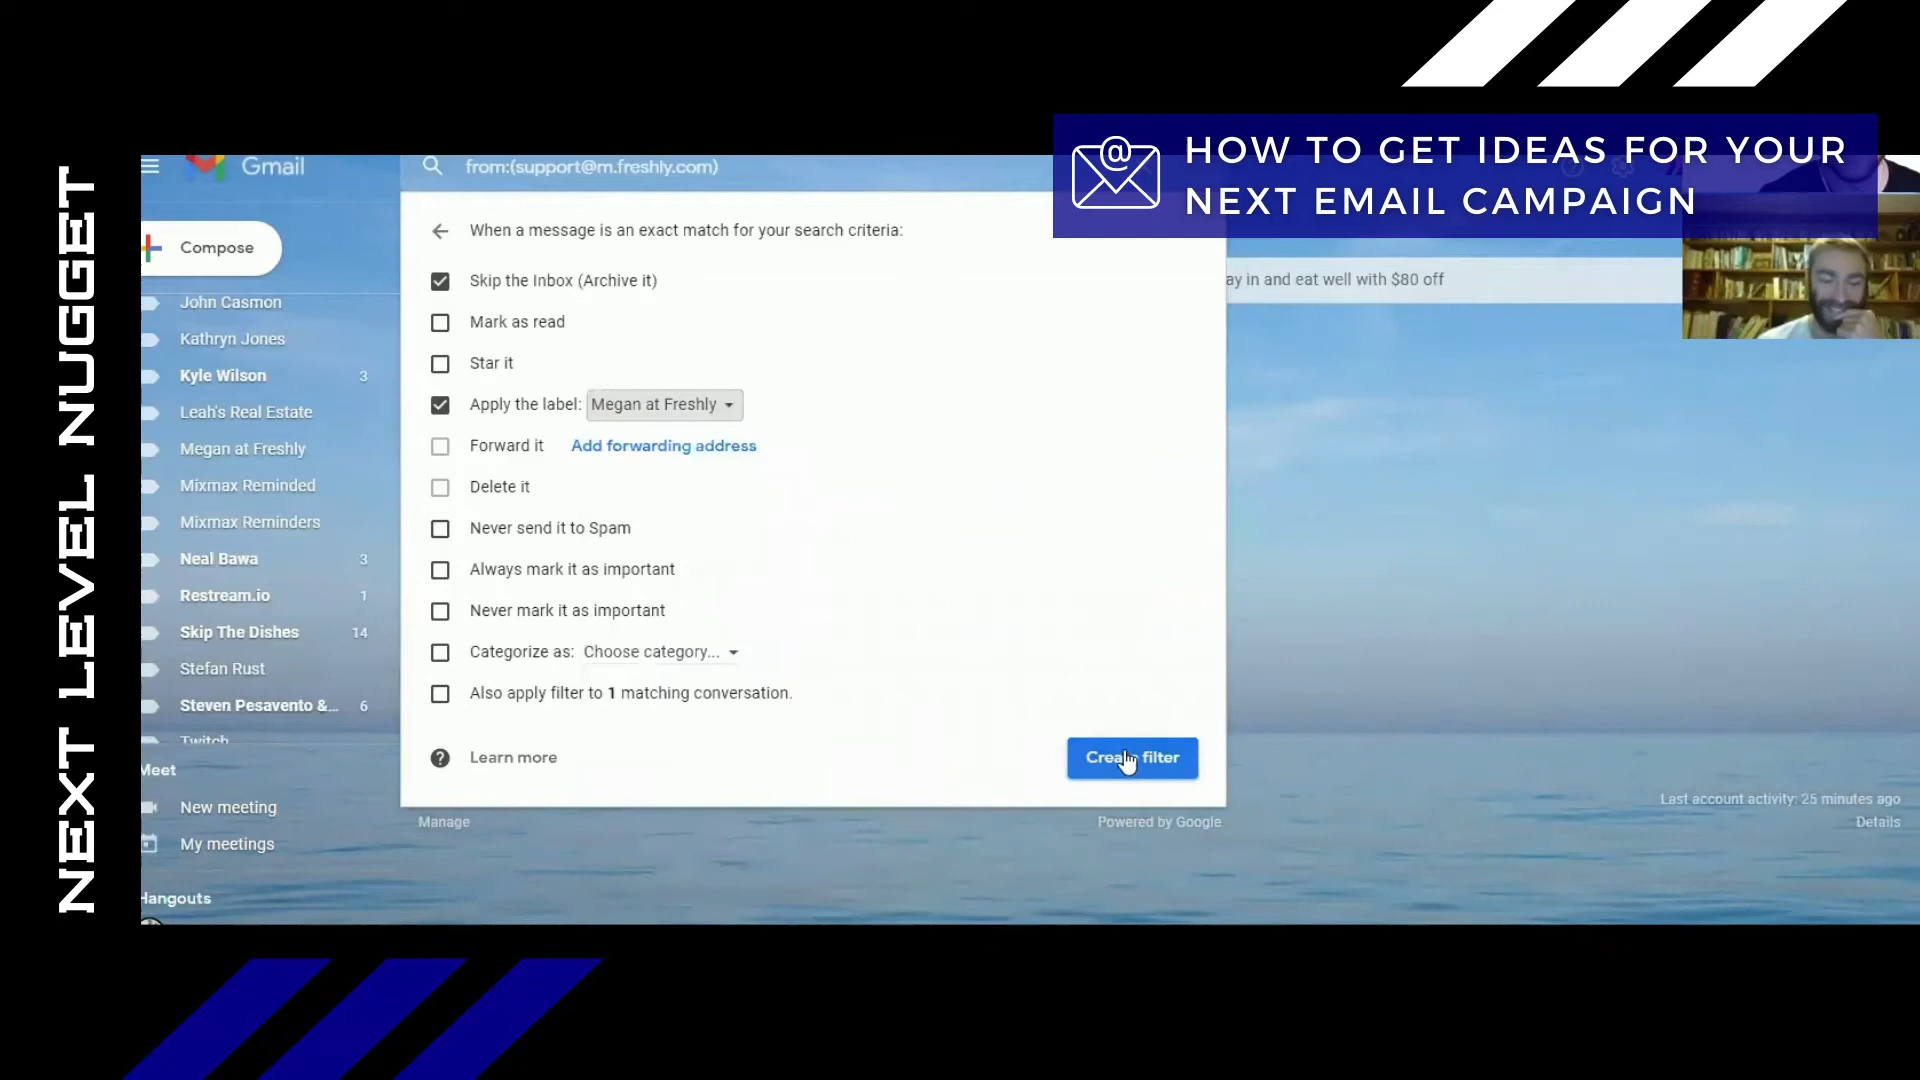 NEXT LEVEL NUGGET
HOW TO GET IDEAS FOR YOUR
NEXT EMAIL CAMPAIGN
Gmail
from:(support@m.freshly.com)
Compose
John Casmon
Kathryn Jones
Kyle Wilson 3
Leah's Real Estate
Megan at Freshly
Mixmax Reminded
Mixmax Reminders
Neal Bawa 3
Restream.io 1
Skip The Dishes 14
Stefan Rust
Steven Pesavento &... 6
Twitch
Meet
New meeting
My meetings
Hangouts
When a message is an exact match for your search criteria:
Skip the Inbox (Archive it)
Mark as read
Star it
Apply the label: Megan at Freshly
Forward it Add forwarding address
Delete it
Never send it to Spam
Always mark it as important
Never mark it as important
Categorize as: Choose category...
Also apply filter to 1 matching conversation.
Learn more
Create filter
ay in and eat well with $80 off
Manage
Powered by Google
Last account activity: 25 minutes ago
Details